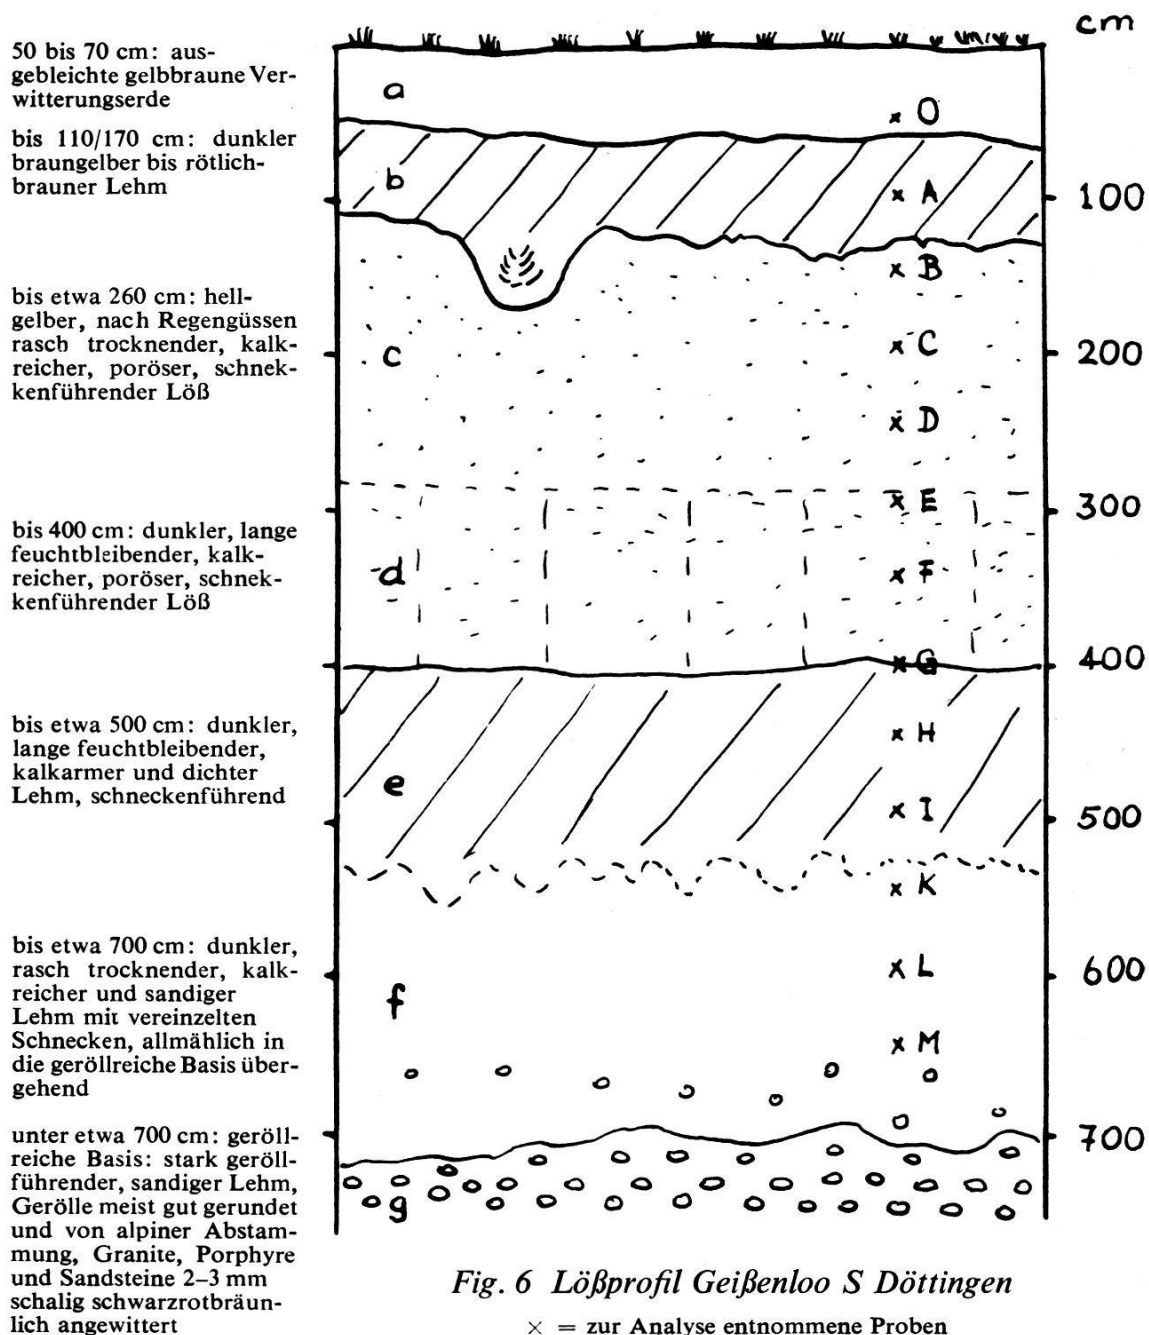 50 bis 70 cm: aus-
gebleichte gelbbraune Ver-
witterungserde
bis 110/170 cm: dunkler
braungelber bis rötlich-
brauner Lehm
bis etwa 260 cm: hell-
gelber, nach Regengüssen
rasch trocknender, kalk-
reicher, poröser, schnek-
kenführender Löß
bis 400 cm: dunkler, lange
feuchtbleibender, kalk-
reicher, poröser, schnek-
kenführender Löß
bis etwa 500 cm: dunkler,
lange feuchtbleibender,
kalkarmer und dichter
Lehm, schneckenführend
bis etwa 700 cm: dunkler,
rasch trocknender, kalk-
reicher und sandiger
Lehm mit vereinzelten
Schnecken, allmählich in
die geröllreiche Basis über-
gehend
unter etwa 700 cm: geröll-
reiche Basis: stark geröll-
führender, sandiger Lehm,
Gerölle meist gut gerundet
und von alpiner Abstam-
mung, Granite, Porphyre
und Sandsteine 2–3 mm
schalig schwarzrotbräun-
lich angewittert
cm
a
× O
b
× A
100
× B
c
× C
200
× D
× E
300
d
× F
× G
400
× H
e
× I
500
× K
f
× L
600
× M
700
g
Fig. 6 Lößprofil Geißenloo S Döttingen
× = zur Analyse entnommene Proben